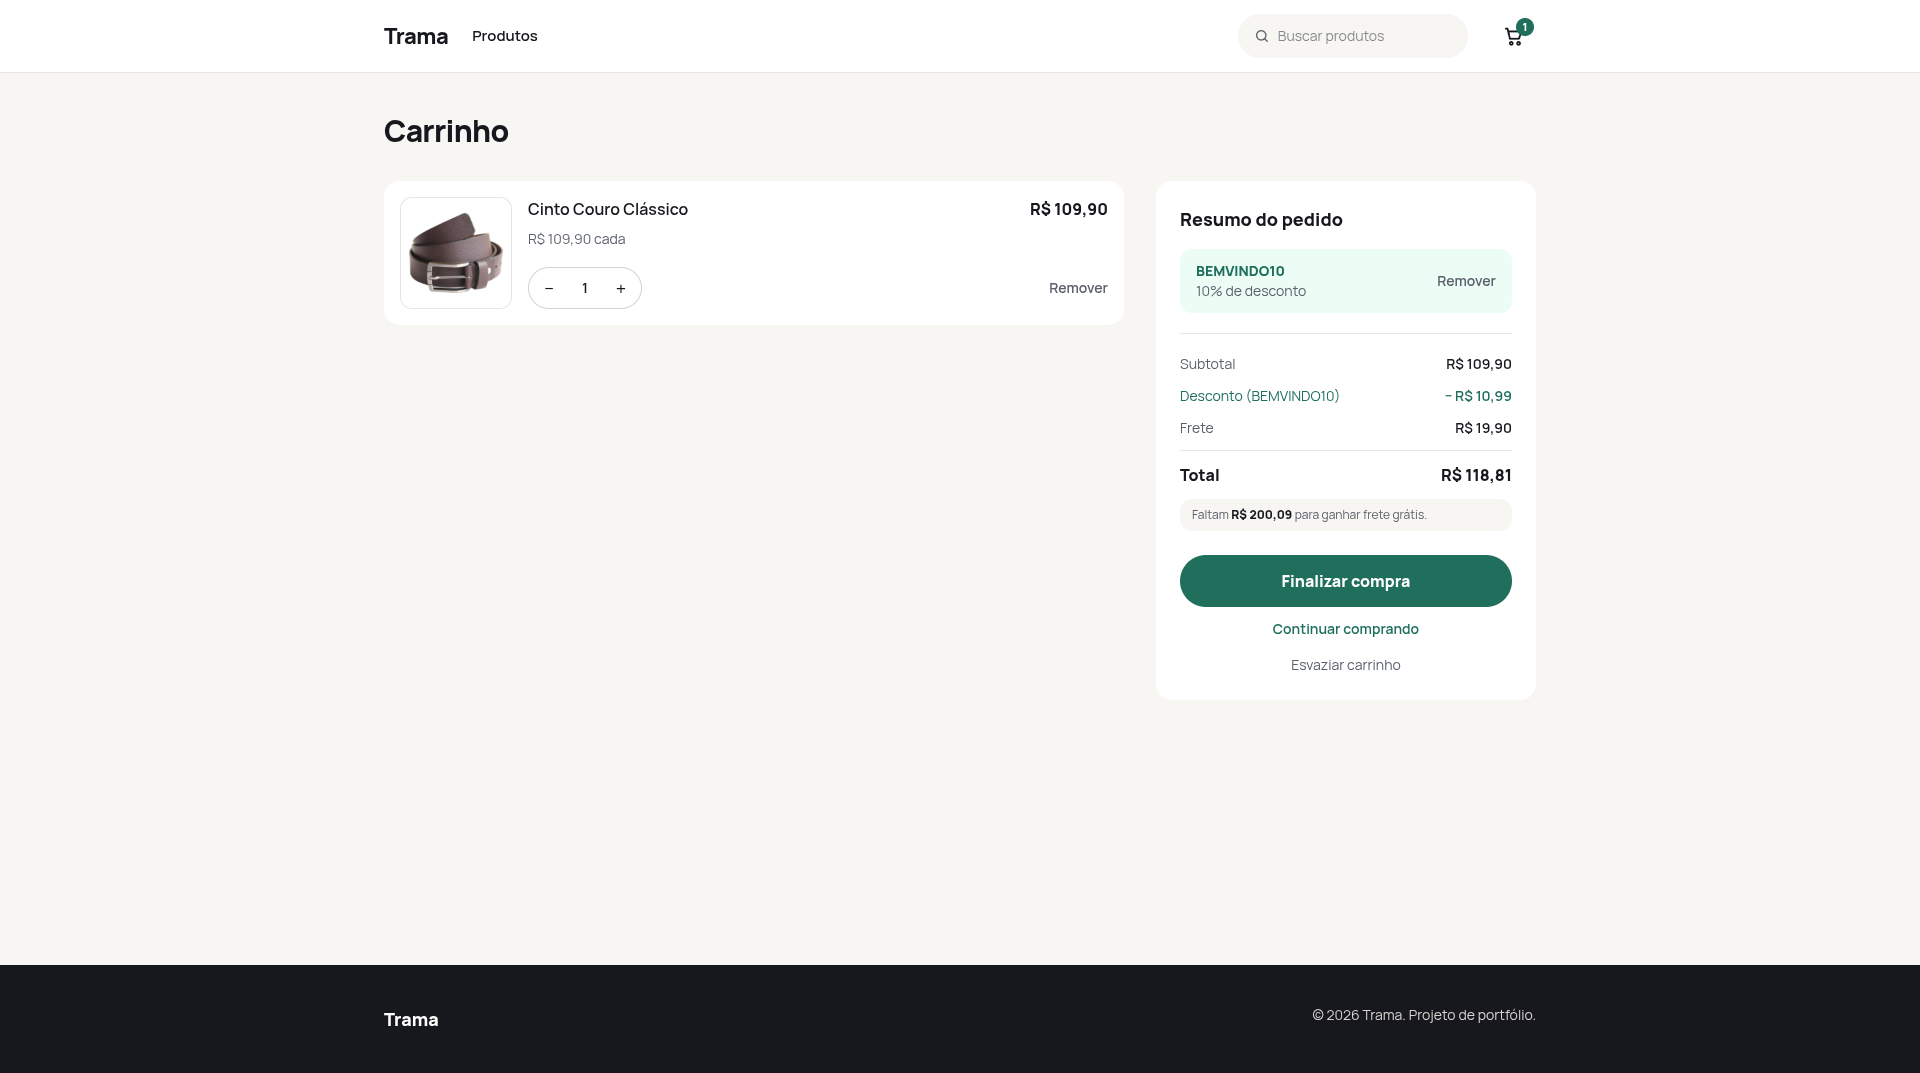 Trama
Produtos
Buscar produtos
1
Carrinho
Cinto Couro Clássico
R$ 109,90
R$ 109,90 cada
− 1 +
Remover
Resumo do pedido
BEMVINDO10
10% de desconto
Remover
Subtotal R$ 109,90
Desconto (BEMVINDO10) − R$ 10,99
Frete R$ 19,90
Total R$ 118,81
Faltam R$ 200,09 para ganhar frete grátis.
Finalizar compra
Continuar comprando
Esvaziar carrinho
Trama
© 2026 Trama. Projeto de portfólio.